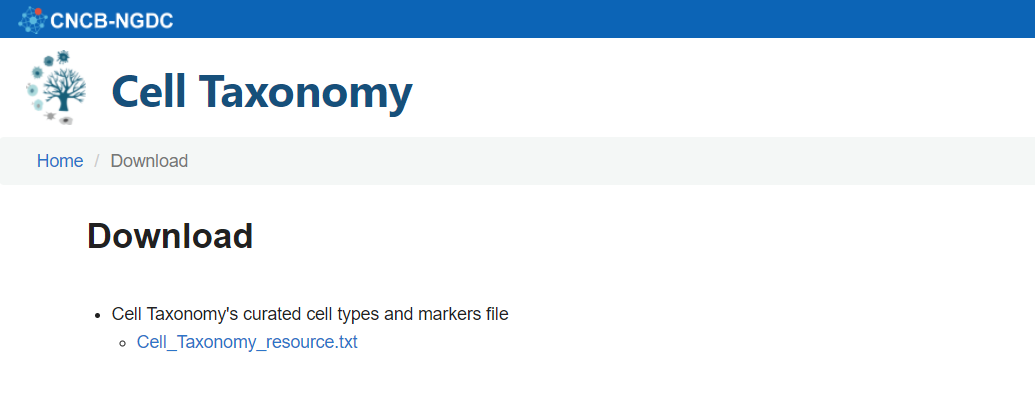 CNCB-NGDC
Cell Taxonomy
Home / Download
Download
• Cell Taxonomy's curated cell types and markers file
◦ Cell_Taxonomy_resource.txt